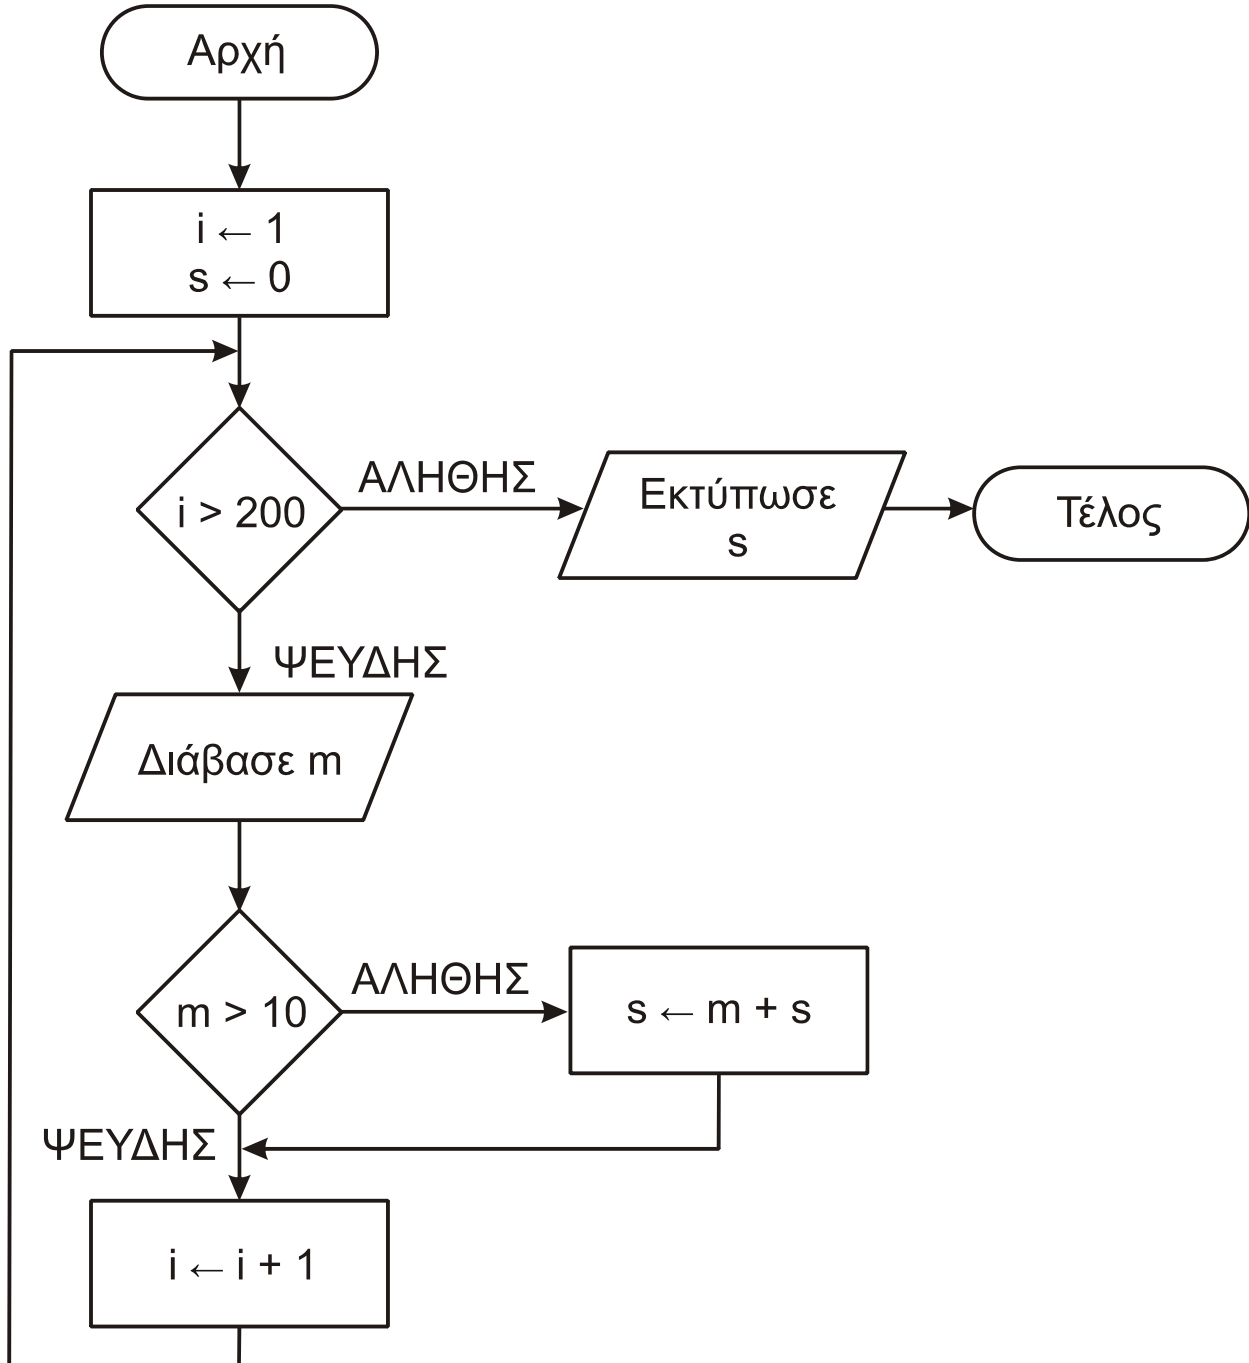 Αρχή
i ← 1
s ← 0
i > 200
ΑΛΗΘΗΣ
Εκτύπωσε
s
Τέλος
ΨΕΥΔΗΣ
Διάβασε m
m > 10
ΑΛΗΘΗΣ
s ← m + s
ΨΕΥΔΗΣ
i ← i + 1